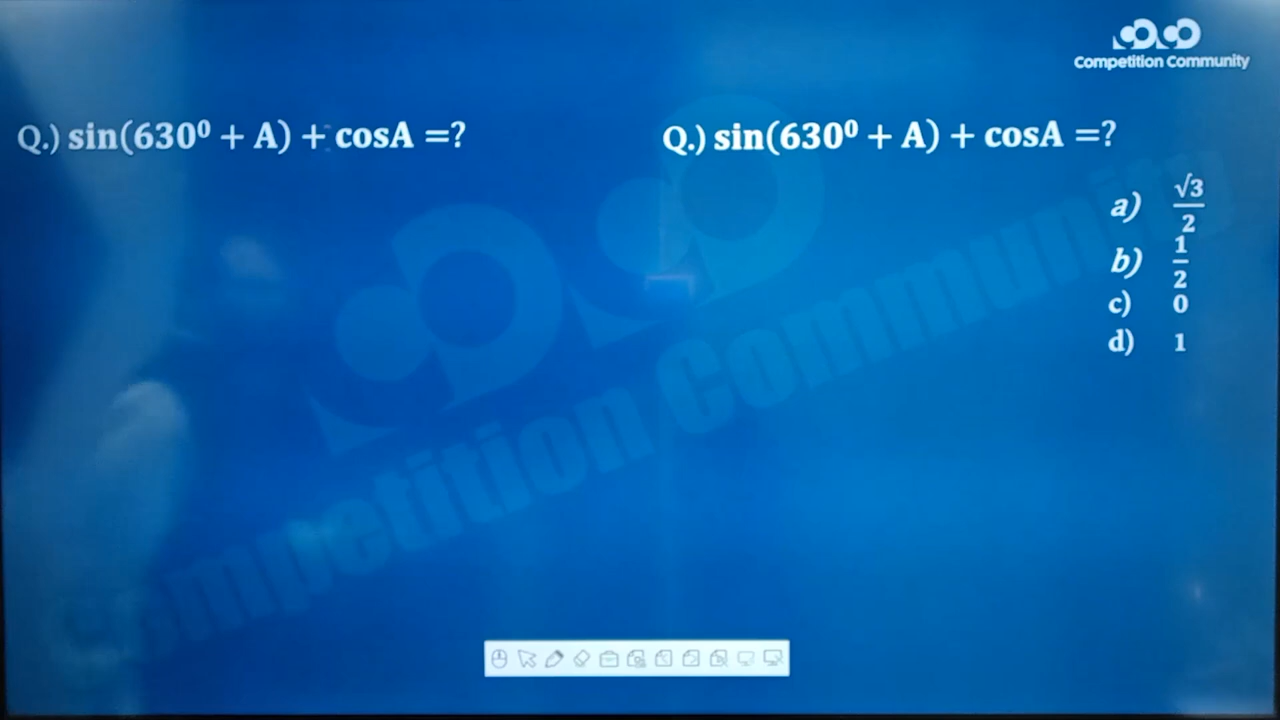 Competition Community
Q.) sin(630⁰ + A) + cosA =?
Q.) sin(630⁰ + A) + cosA =?
a) √3/2
b) 1/2
c) 0
d) 1
Competition Community